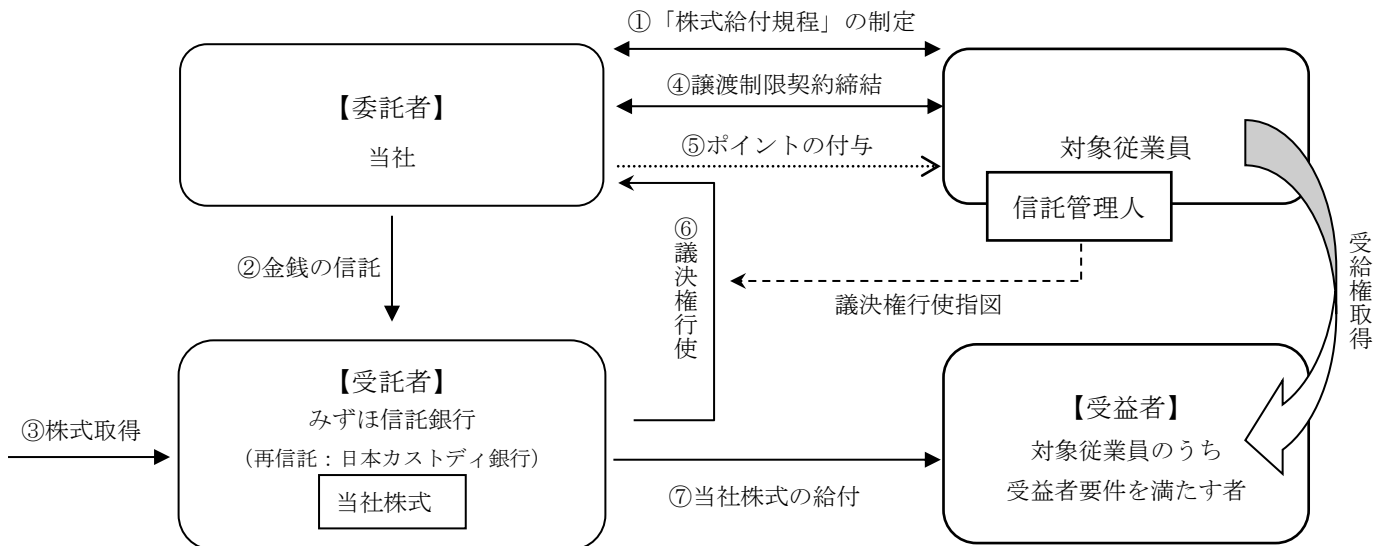 ①「株式給付規程」の制定
④譲渡制限契約締結
⑤ポイントの付与
【委託者】
当社
対象従業員
信託管理人
②金銭の信託
⑥議決権行使
議決権行使指図
受給権取得
③株式取得
【受託者】
みずほ信託銀行
(再信託：日本カストディ銀行)
当社株式
⑦当社株式の給付
【受益者】
対象従業員のうち
受益者要件を満たす者